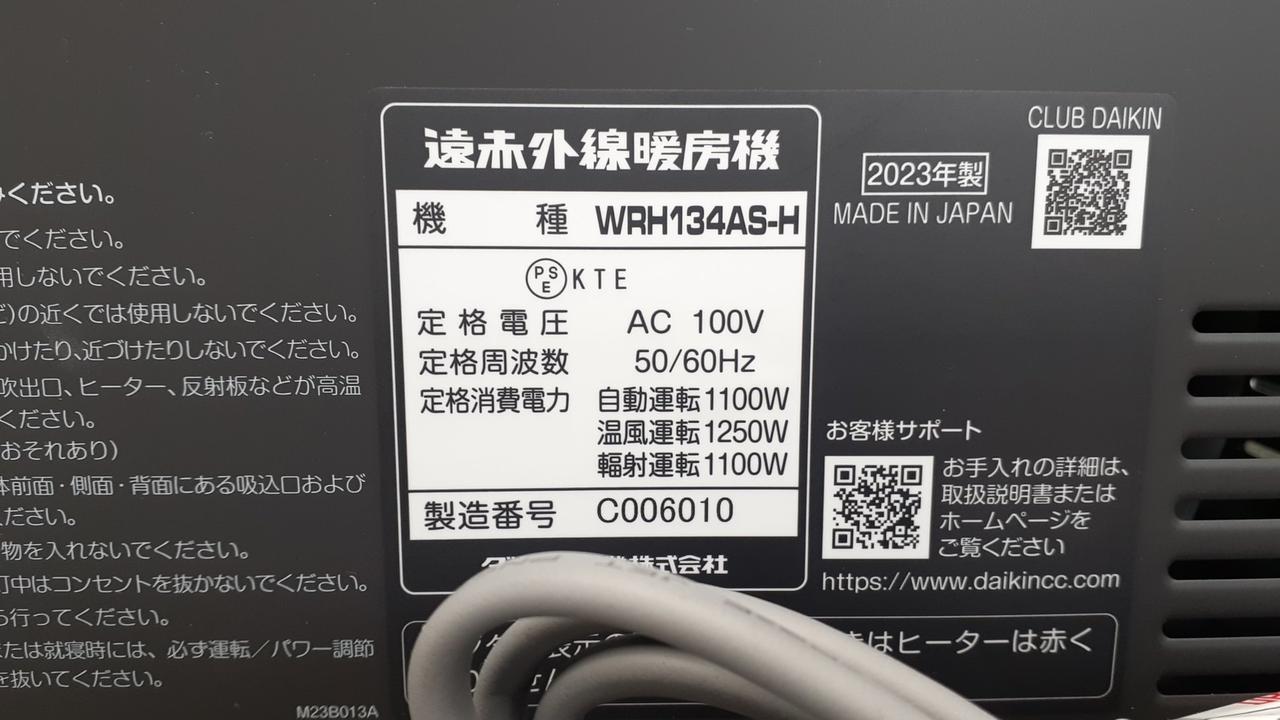 みください。
でください。
用しないでください。
ど)の近くでは使用しないでください。
かけたり、近づけたりしないでください。
吹出口、ヒーター、反射板などが高温
ください。
おそれあり)
体前面・側面・背面にある吸込口および
ください。
物を入れないでください。
灯中はコンセントを抜かないでください。
行ってください。
または就寝時には、必ず運転/パワー調節
を抜いてください。
M23B013A
遠赤外線暖房機
機 種 WRH134AS-H
PSE KTE
定格電圧 AC 100V
定格周波数 50/60Hz
定格消費電力 自動運転1100W
温風運転1250W
輻射運転1100W
製造番号 C006010
株式会社
2023年製
MADE IN JAPAN
CLUB DAIKIN
お客様サポート
お手入れの詳細は、
取扱説明書または
ホームページを
ご覧ください
https://www.daikincc.com
表示の
はヒーターは赤く